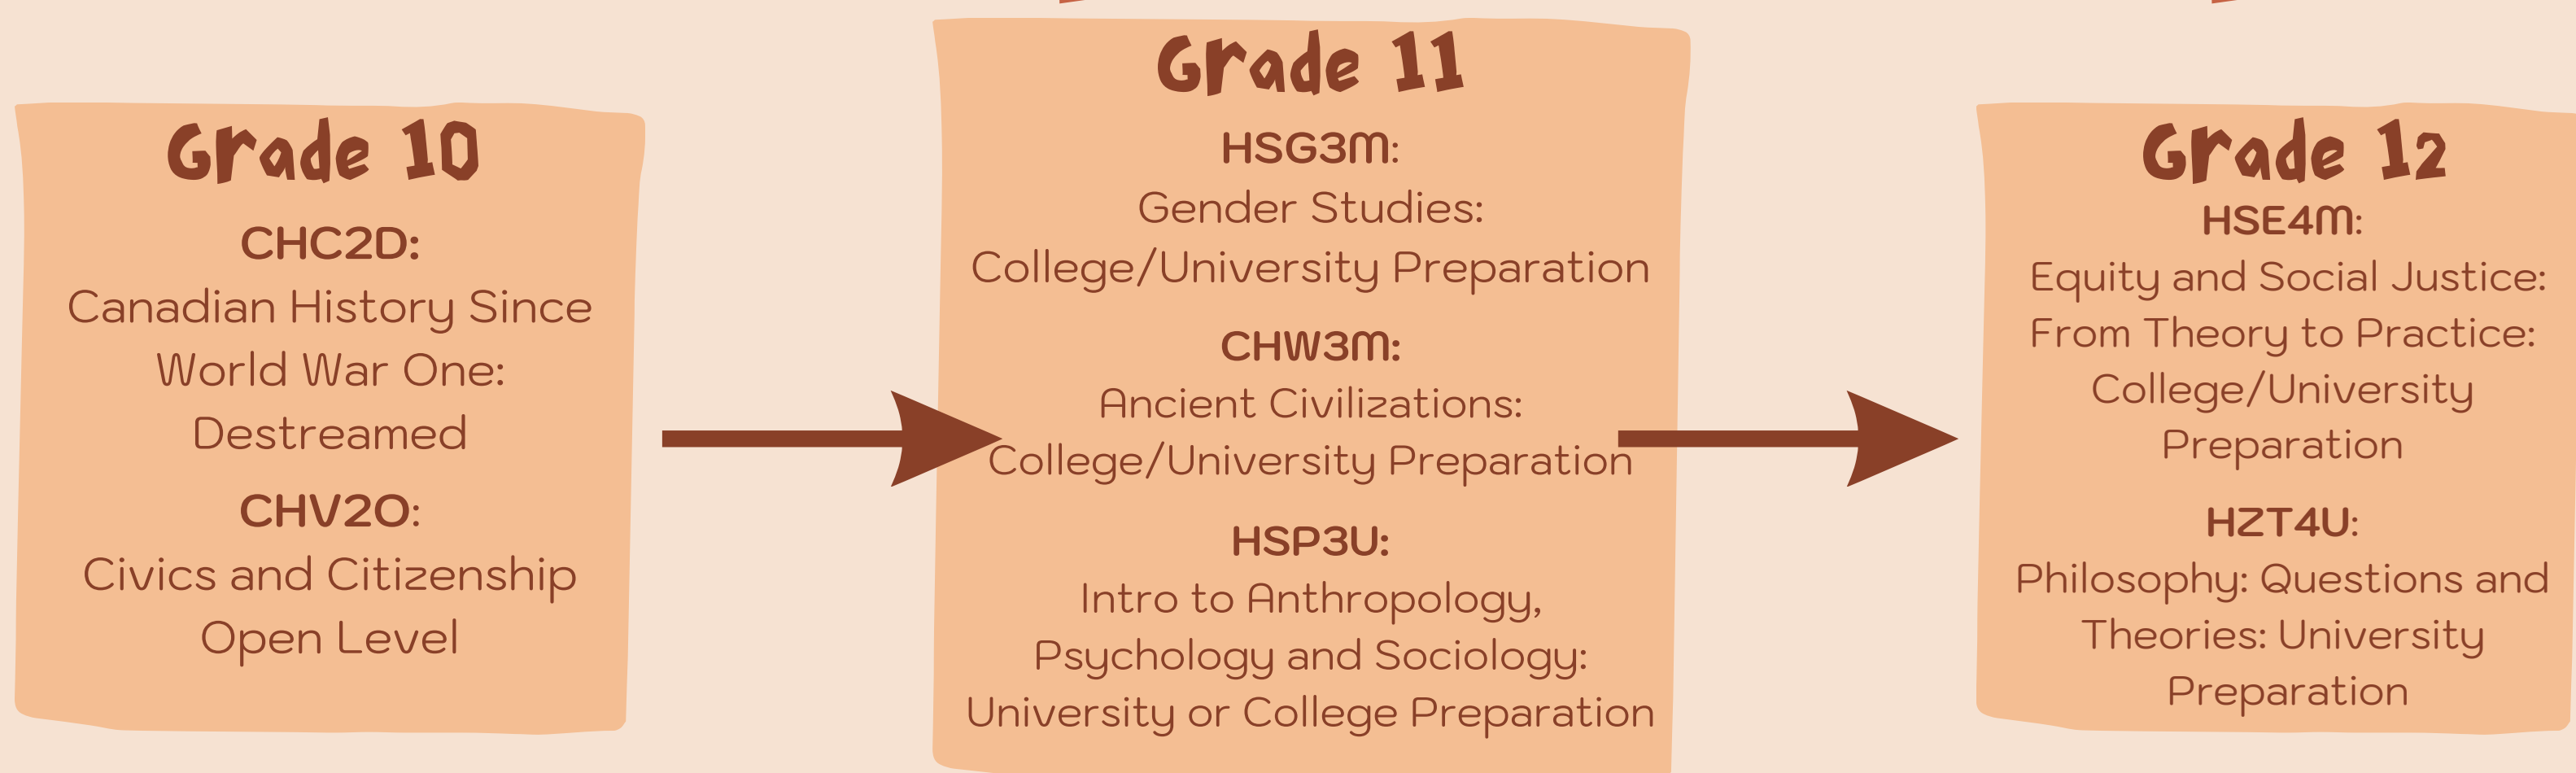 Grade 10
CHC2D:
Canadian History Since
World War One:
Destreamed
CHV2O:
Civics and Citizenship
Open Level
Grade 11
HSG3M:
Gender Studies:
College/University Preparation
CHW3M:
Ancient Civilizations:
College/University Preparation
HSP3U:
Intro to Anthropology,
Psychology and Sociology:
University or College Preparation
Grade 12
HSE4M:
Equity and Social Justice:
From Theory to Practice:
College/University
Preparation
HZT4U:
Philosophy: Questions and
Theories: University
Preparation